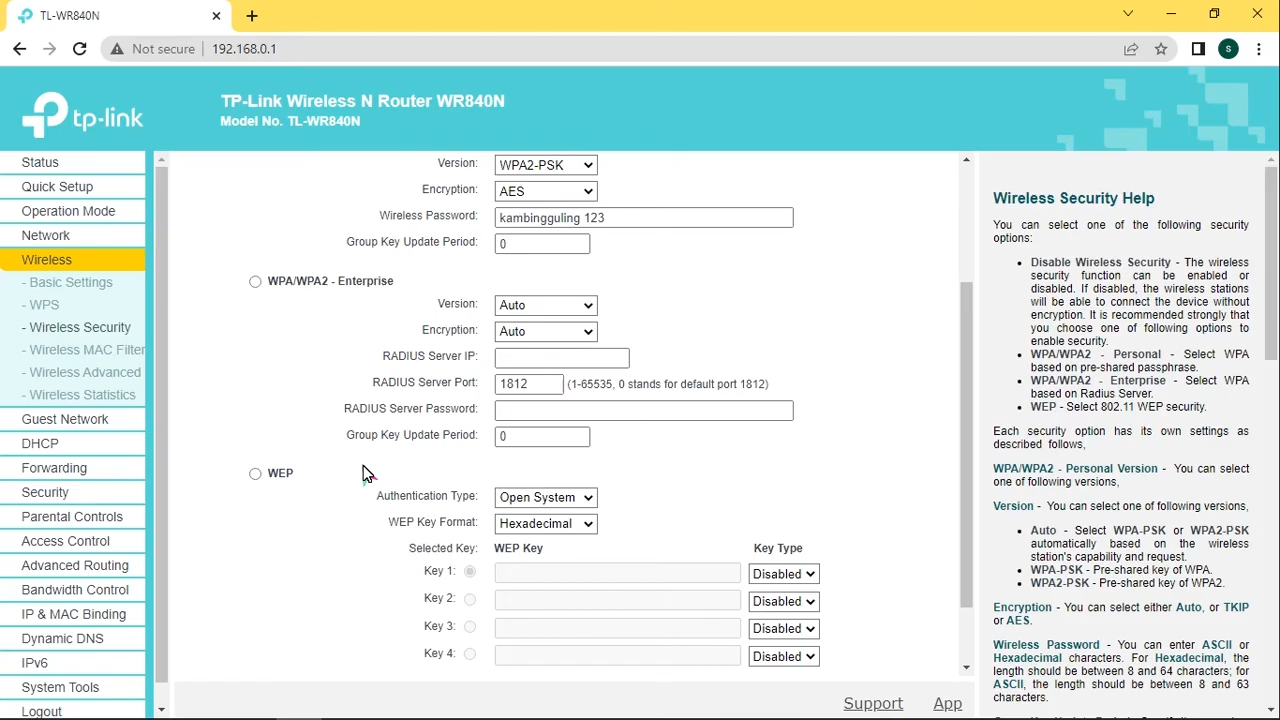 TL-WR840N
Not secure 192.168.0.1
S
tp-link
TP-Link Wireless N Router WR840N
Model No. TL-WR840N
Status
Quick Setup
Operation Mode
Network
Wireless
- Basic Settings
- WPS
- Wireless Security
- Wireless MAC Filter
- Wireless Advanced
- Wireless Statistics
Guest Network
DHCP
Forwarding
Security
Parental Controls
Access Control
Advanced Routing
Bandwidth Control
IP & MAC Binding
Dynamic DNS
IPv6
System Tools
Logout
Version: WPA2-PSK
Encryption: AES
Wireless Password: kambingguling 123
Group Key Update Period: 0
WPA/WPA2 - Enterprise
Version: Auto
Encryption: Auto
RADIUS Server IP:
RADIUS Server Port: 1812 (1-65535, 0 stands for default port 1812)
RADIUS Server Password:
Group Key Update Period: 0
WEP
Authentication Type: Open System
WEP Key Format: Hexadecimal
Selected Key: WEP Key Key Type
Key 1: Disabled
Key 2: Disabled
Key 3: Disabled
Key 4: Disabled
Support App
Wireless Security Help
You can select one of the following security
options:
Disable Wireless Security - The wireless
security function can be enabled or
disabled. If disabled, the wireless stations
will be able to connect the device without
encryption. It is recommended strongly that
you choose one of following options to
enable security.
WPA/WPA2 - Personal - Select WPA
based on pre-shared passphrase.
WPA/WPA2 - Enterprise - Select WPA
based on Radius Server.
WEP - Select 802.11 WEP security.
Each security option has its own settings as
described follows,
WPA/WPA2 - Personal Version - You can select
one of following versions,
Version - You can select one of following versions,
Auto - Select WPA-PSK or WPA2-PSK
automatically based on the wireless
station's capability and request.
WPA-PSK - Pre-shared key of WPA.
WPA2-PSK - Pre-shared key of WPA2.
Encryption - You can select either Auto, or TKIP
or AES.
Wireless Password - You can enter ASCII or
Hexadecimal characters. For Hexadecimal, the
length should be between 8 and 64 characters; for
ASCII, the length should be between 8 and 63
characters.